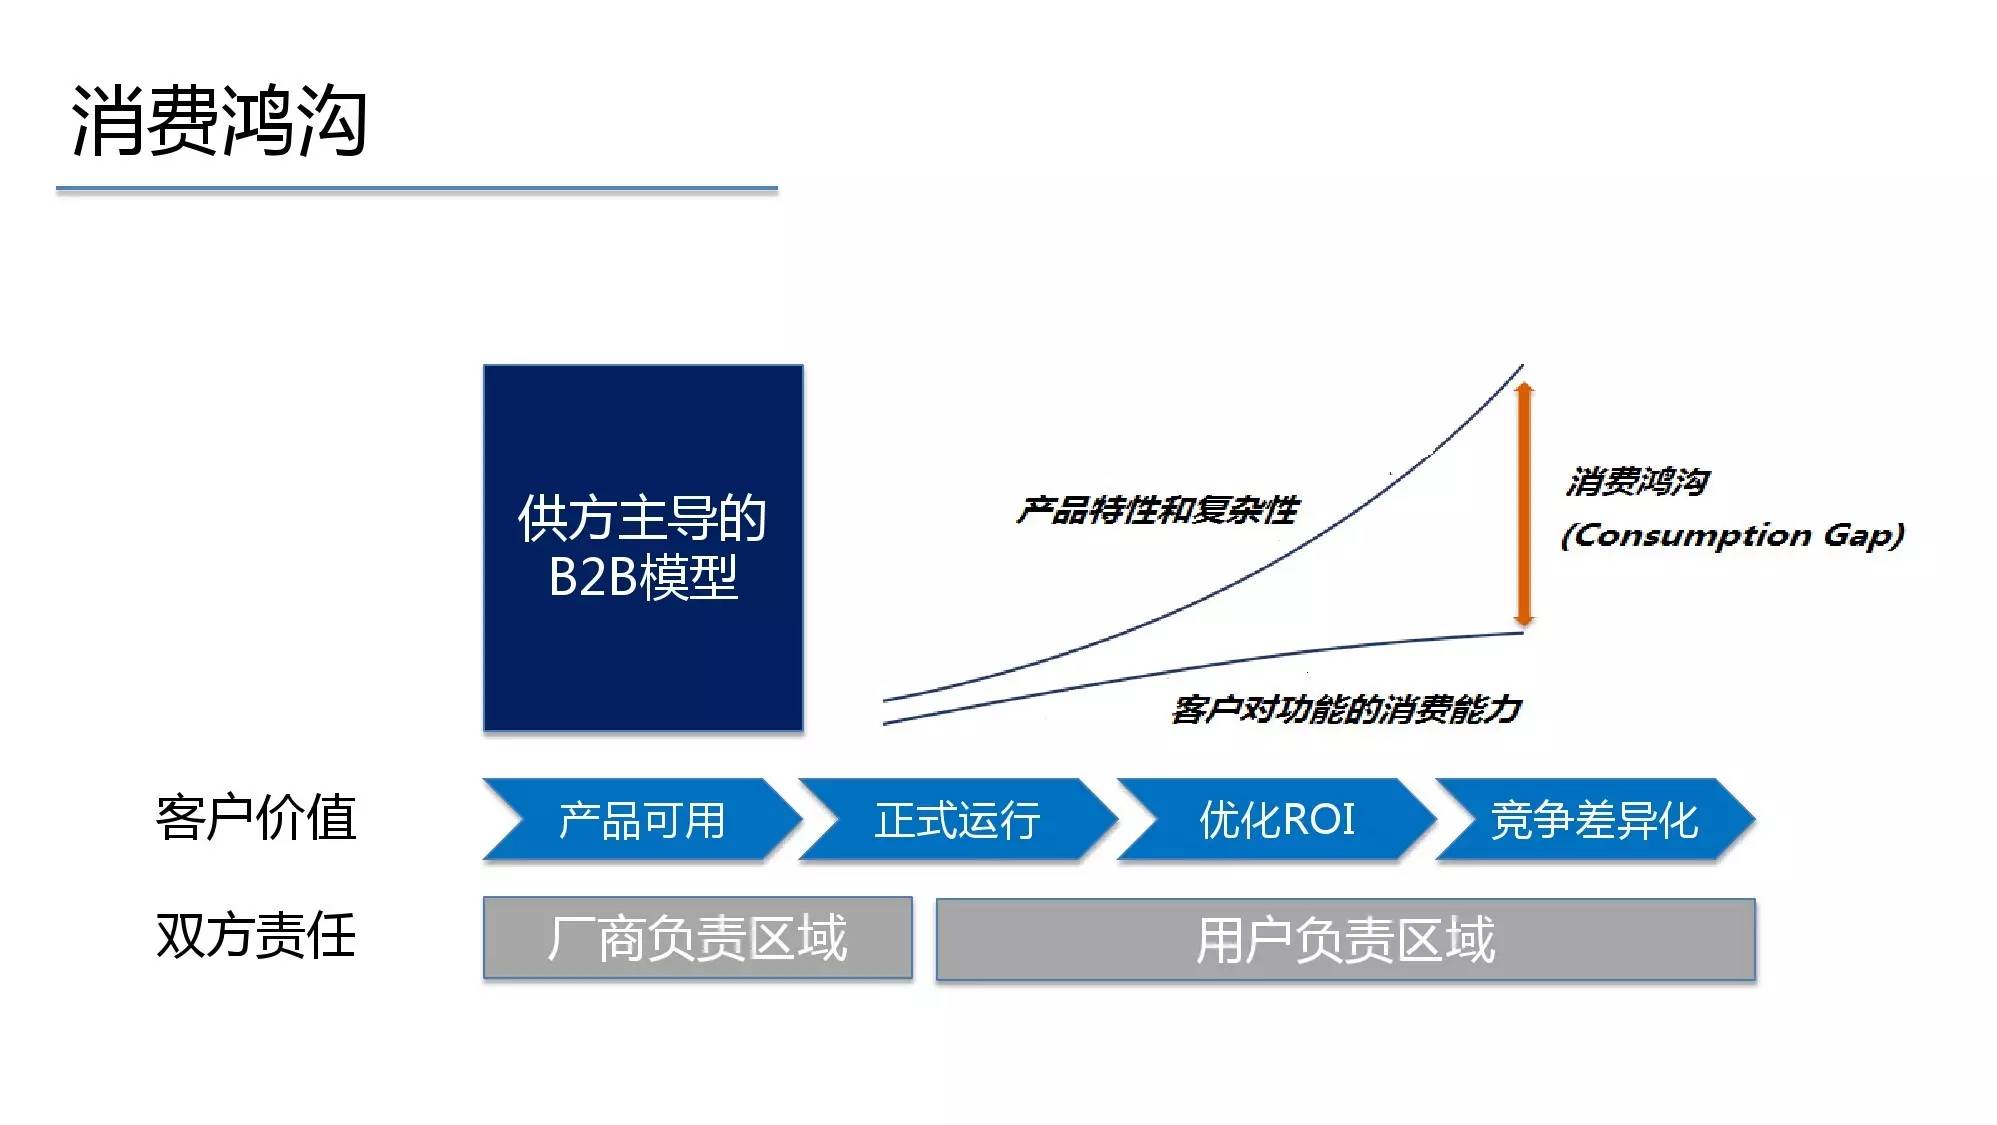 消费鸿沟
供方主导的
B2B模型
产品特性和复杂性
消费鸿沟
(Consumption Gap)
客户对功能的消费能力
客户价值
产品可用
正式运行
优化ROI
竞争差异化
双方责任
厂商负责区域
用户负责区域